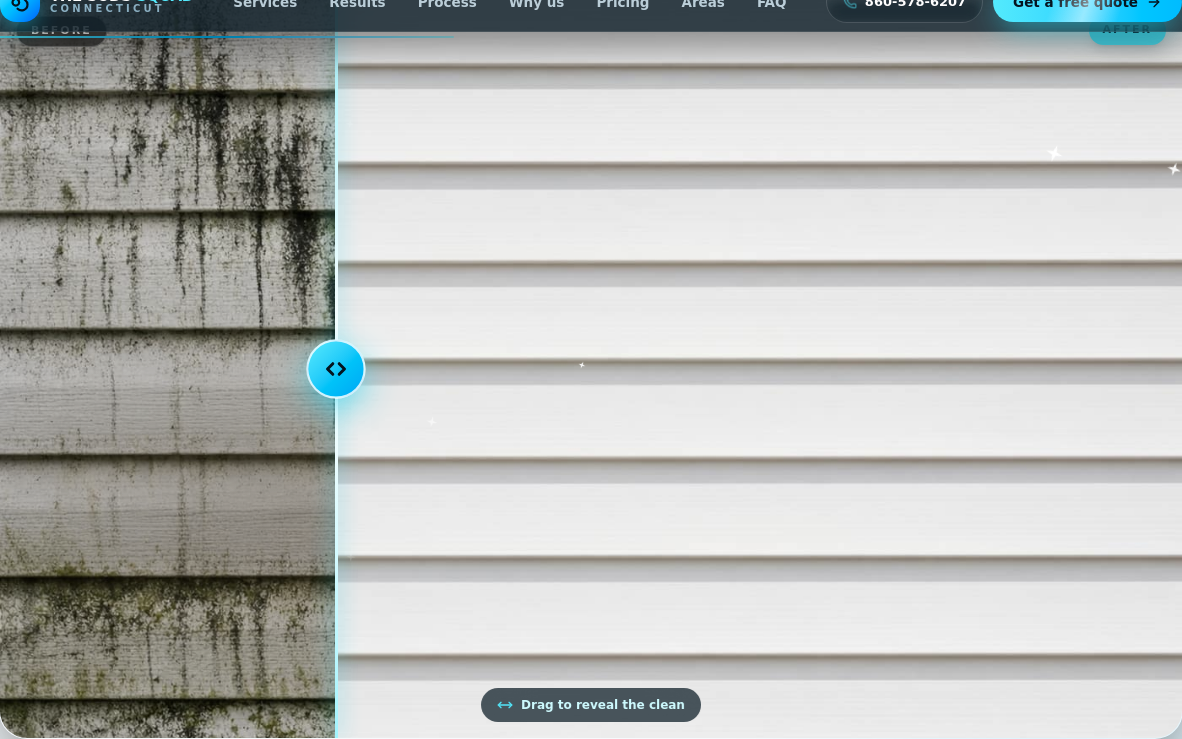 CONNECTICUT
Services
Results
Process
Why us
Pricing
Areas
FAQ
860-578-6207
Get a free quote →
BEFORE
AFTER
Drag to reveal the clean